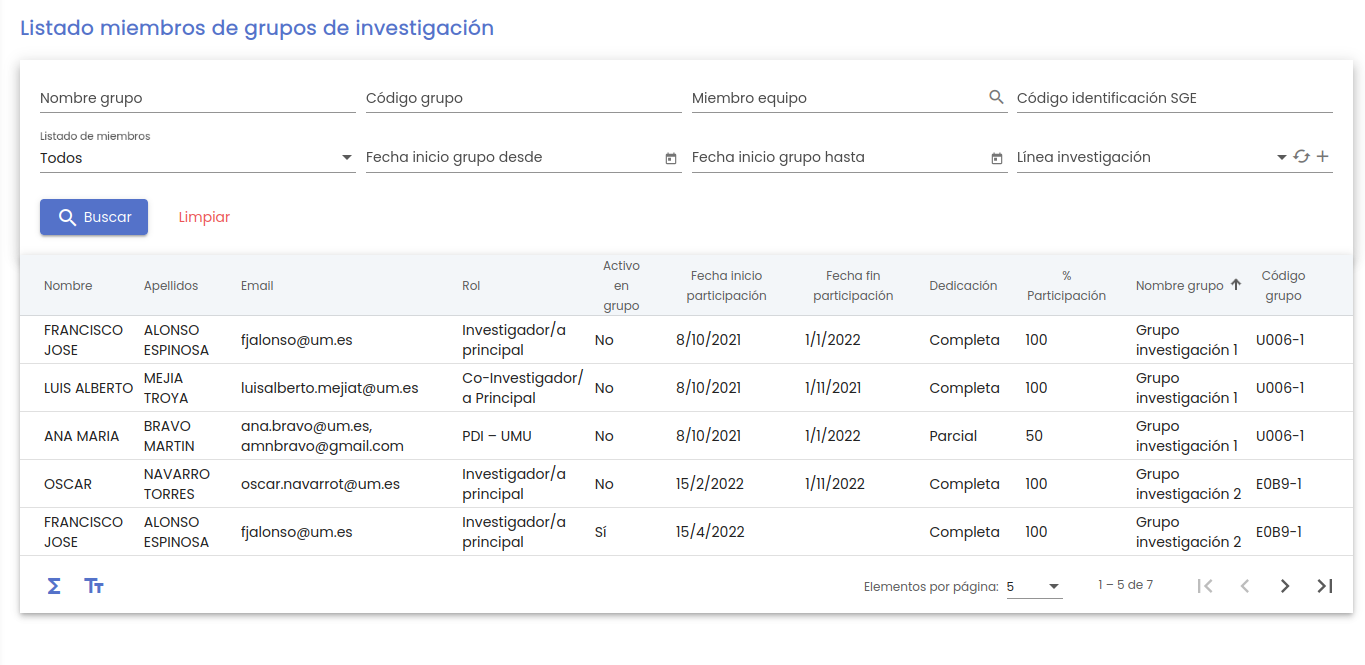 Listado miembros de grupos de investigación
Nombre grupo Código grupo Miembro equipo Código identificación SGE
Listado de miembros
Todos Fecha inicio grupo desde Fecha inicio grupo hasta Línea investigación
Buscar Limpiar
Nombre Apellidos Email Rol Activo en grupo Fecha inicio participación Fecha fin participación Dedicación % Participación Nombre grupo Código grupo
FRANCISCO JOSE ALONSO ESPINOSA fjalonso@um.es Investigador/a principal No 8/10/2021 1/1/2022 Completa 100 Grupo investigación 1 U006-1
LUIS ALBERTO MEJIA TROYA luisalberto.mejiat@um.es Co-Investigador/a Principal No 8/10/2021 1/11/2021 Completa 100 Grupo investigación 1 U006-1
ANA MARIA BRAVO MARTIN ana.bravo@um.es, amnbravo@gmail.com PDI – UMU No 8/10/2021 1/1/2022 Parcial 50 Grupo investigación 1 U006-1
OSCAR NAVARRO TORRES oscar.navarrot@um.es Investigador/a principal No 15/2/2022 1/11/2022 Completa 100 Grupo investigación 2 E0B9-1
FRANCISCO JOSE ALONSO ESPINOSA fjalonso@um.es Investigador/a principal Sí 15/4/2022 Completa 100 Grupo investigación 2 E0B9-1
Elementos por página: 5 1 – 5 de 7